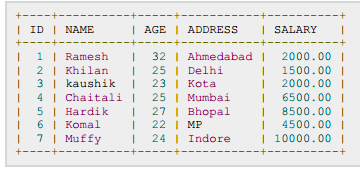 +----+----------+-----+-----------+----------+
| ID | NAME     | AGE | ADDRESS   | SALARY   |
+----+----------+-----+-----------+----------+
|  1 | Ramesh   |  32 | Ahmedabad |  2000.00 |
|  2 | Khilan   |  25 | Delhi     |  1500.00 |
|  3 | kaushik  |  23 | Kota      |  2000.00 |
|  4 | Chaitali |  25 | Mumbai    |  6500.00 |
|  5 | Hardik   |  27 | Bhopal    |  8500.00 |
|  6 | Komal    |  22 | MP        |  4500.00 |
|  7 | Muffy    |  24 | Indore    | 10000.00 |
+----+----------+-----+-----------+----------+